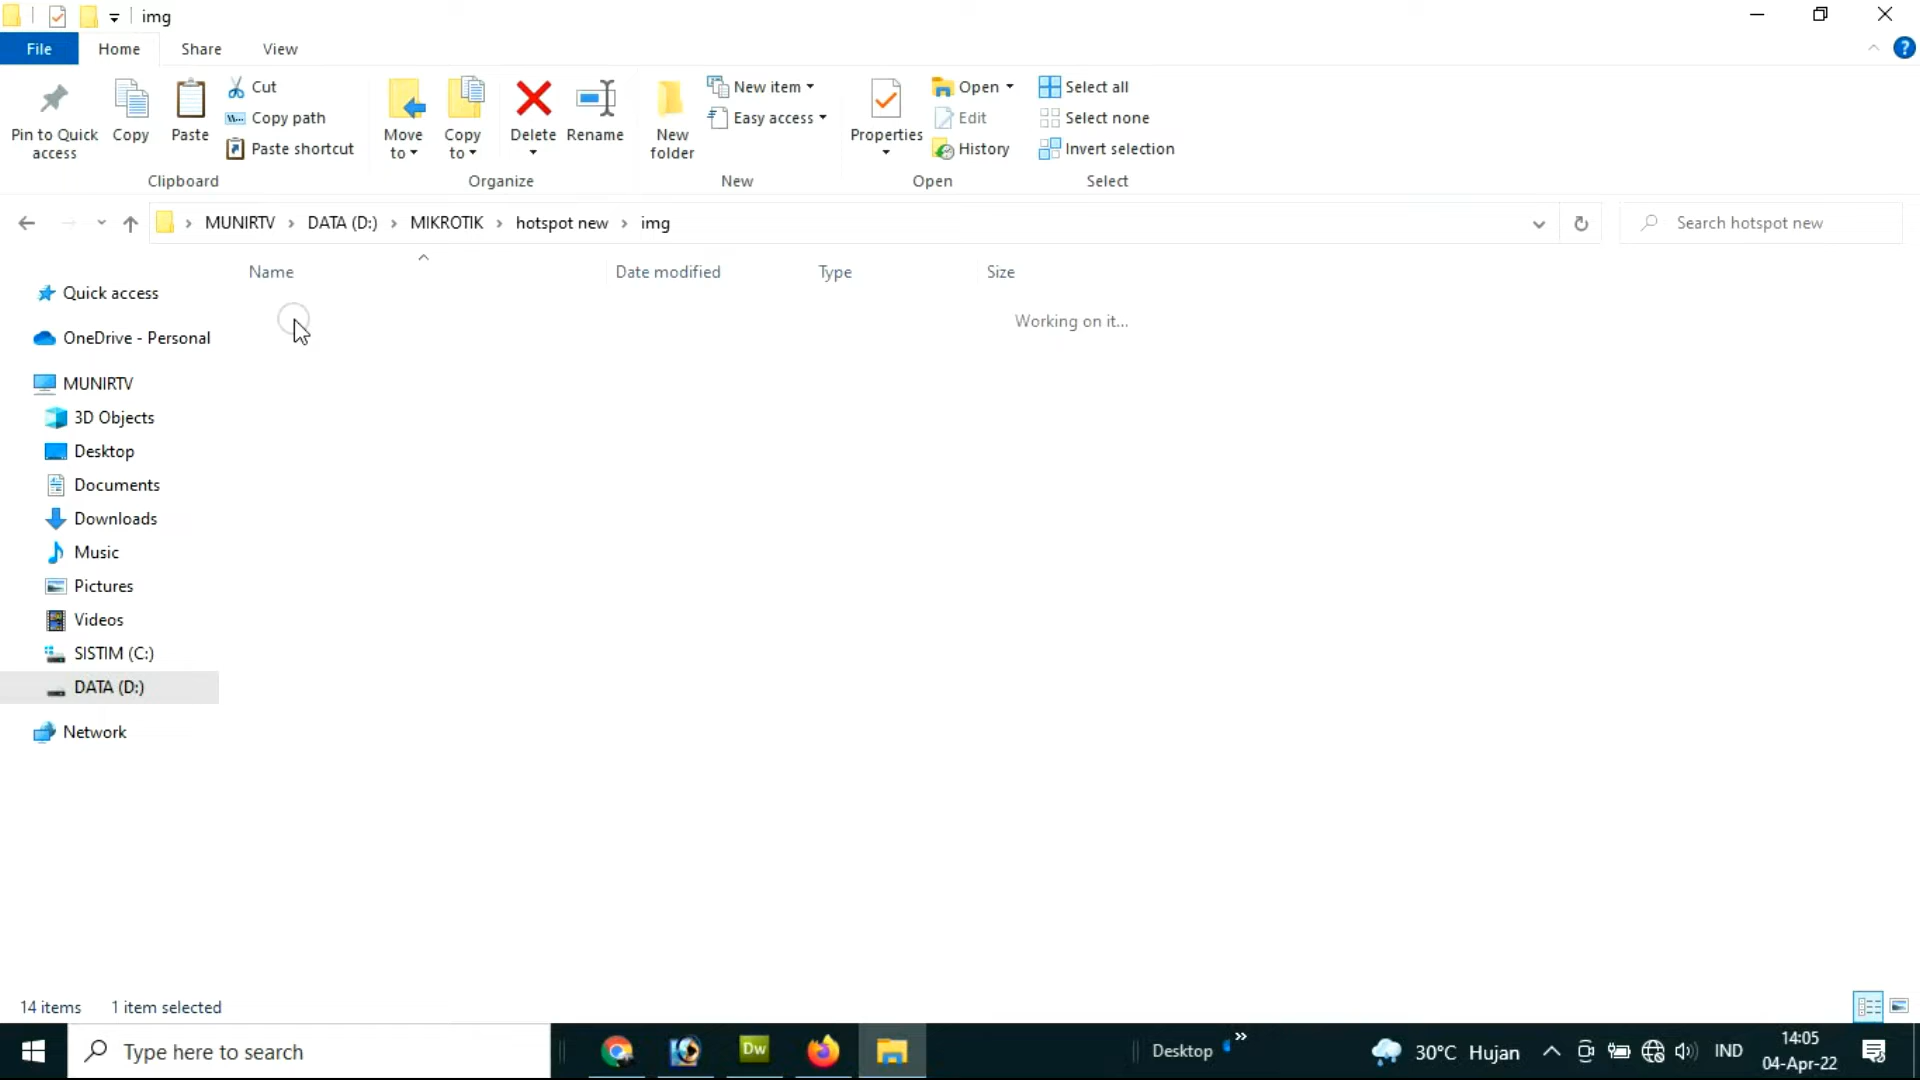 img
File Home Share View
Pin to Quick access
Copy
Paste
Cut
Copy path
Paste shortcut
Clipboard
Move to
Copy to
Delete
Rename
Organize
New folder
New item
Easy access
New
Properties
Open
Edit
History
Open
Select all
Select none
Invert selection
Select
MUNIRTV > DATA (D:) > MIKROTIK > hotspot new > img
Search hotspot new
Name Date modified Type Size
Working on it...
Quick access
OneDrive - Personal
MUNIRTV
3D Objects
Desktop
Documents
Downloads
Music
Pictures
Videos
SISTIM (C:)
DATA (D:)
Network
14 items 1 item selected
Type here to search
Dw
Desktop
30°C Hujan
IND
14:05
04-Apr-22